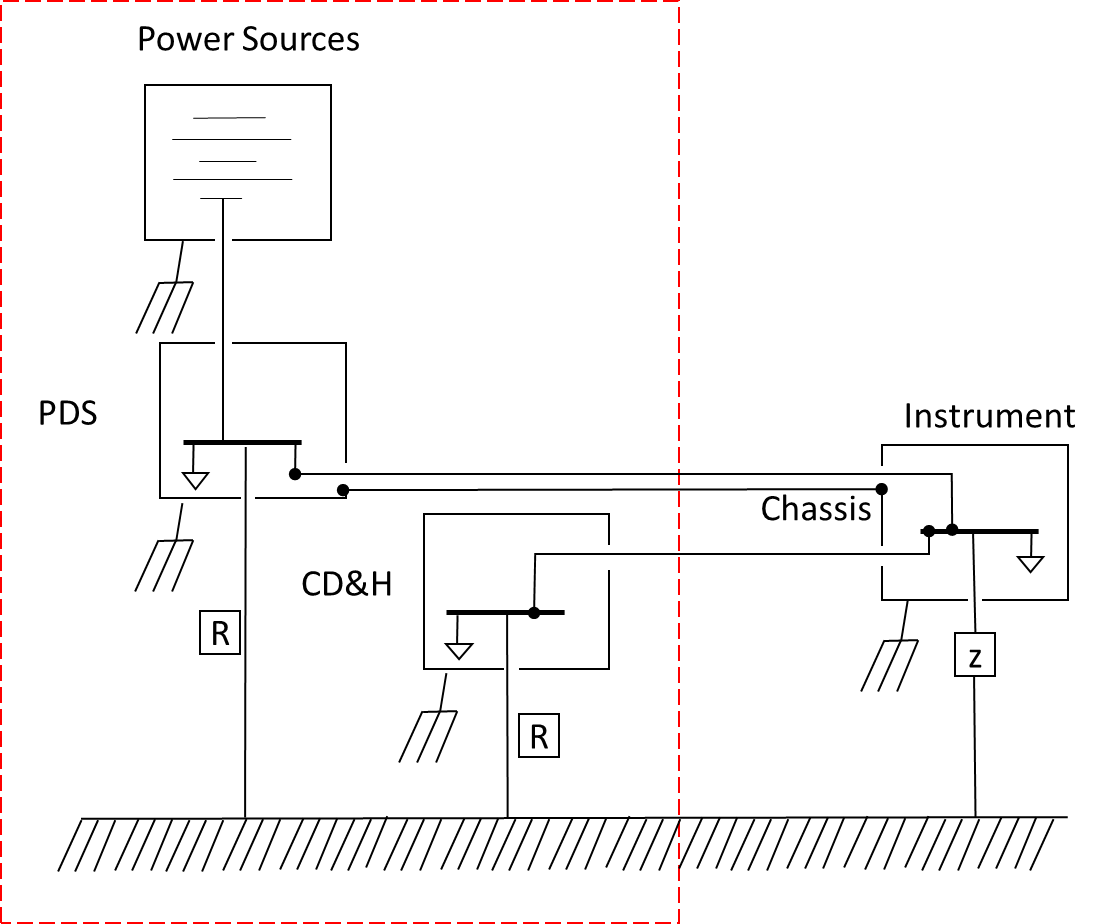 Power Sources
PDS
Instrument
Chassis
CD&H
R
z
R